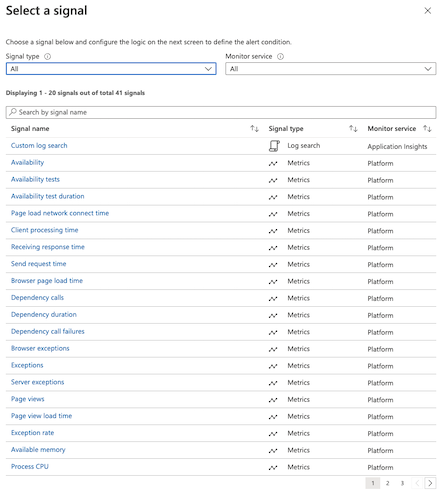 Select a signal
Choose a signal below and configure the logic on the next screen to define the alert condition.
Signal type Monitor service
All All
Displaying 1 - 20 signals out of total 41 signals
Search by signal name
Signal name Signal type Monitor service
Custom log search Log search Application Insights
Availability Metrics Platform
Availability tests Metrics Platform
Availability test duration Metrics Platform
Page load network connect time Metrics Platform
Client processing time Metrics Platform
Receiving response time Metrics Platform
Send request time Metrics Platform
Browser page load time Metrics Platform
Dependency calls Metrics Platform
Dependency duration Metrics Platform
Dependency call failures Metrics Platform
Browser exceptions Metrics Platform
Exceptions Metrics Platform
Server exceptions Metrics Platform
Page views Metrics Platform
Page view load time Metrics Platform
Exception rate Metrics Platform
Available memory Metrics Platform
Process CPU Metrics Platform
1 2 3